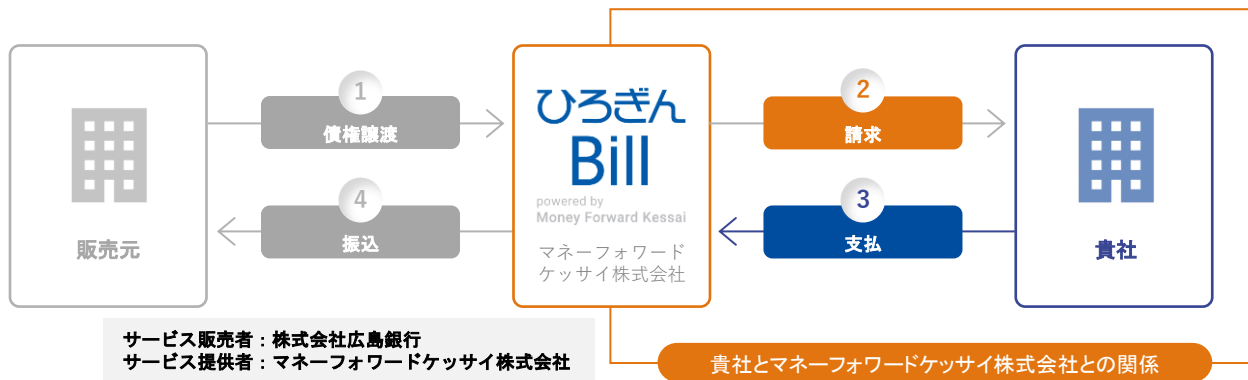 販売元
1
債権譲渡
4
振込
ひろぎん
Bill
powered by
Money Forward Kessai
マネーフォワード
ケッサイ株式会社
2
請求
3
支払
貴社
サービス販売者：株式会社広島銀行
サービス提供者：マネーフォワードケッサイ株式会社
貴社とマネーフォワードケッサイ株式会社との関係